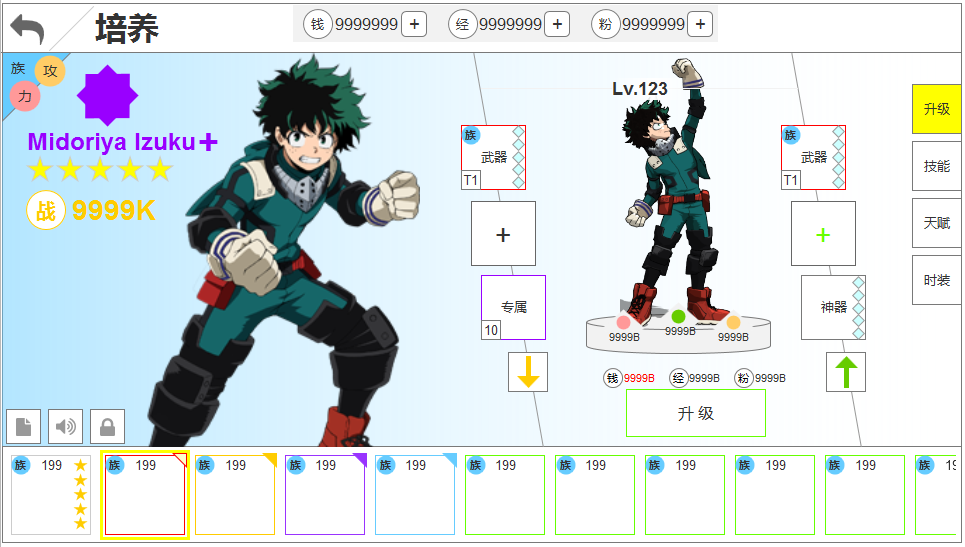 培养
钱 9999999 +
经 9999999 +
粉 9999999 +
族 攻
力
Midoriya Izuku+
战 9999K
Lv.123
族
武器
T1
+
专属
10
族
武器
T1
+
神器
9999B
9999B
9999B
钱 9999B 经 9999B 粉 9999B
升 级
升级
技能
天赋
时装
族 199
族 199
族 199
族 199
族 199
族 199
族 199
族 199
族 199
族 199
族 1